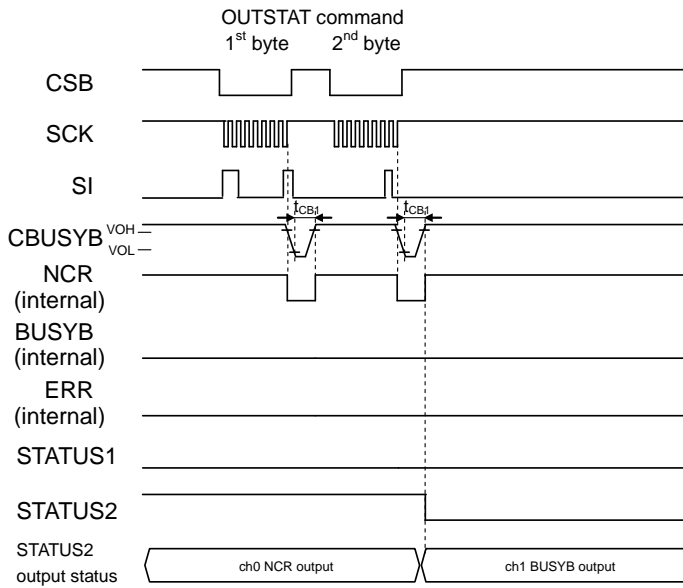 OUTSTAT command
1st byte 2nd byte
CSB
SCK
SI
tCB1 tCB1
CBUSYB VOH
VOL
NCR
(internal)
BUSYB
(internal)
ERR
(internal)
STATUS1
STATUS2
STATUS2
output status
ch0 NCR output ch1 BUSYB output